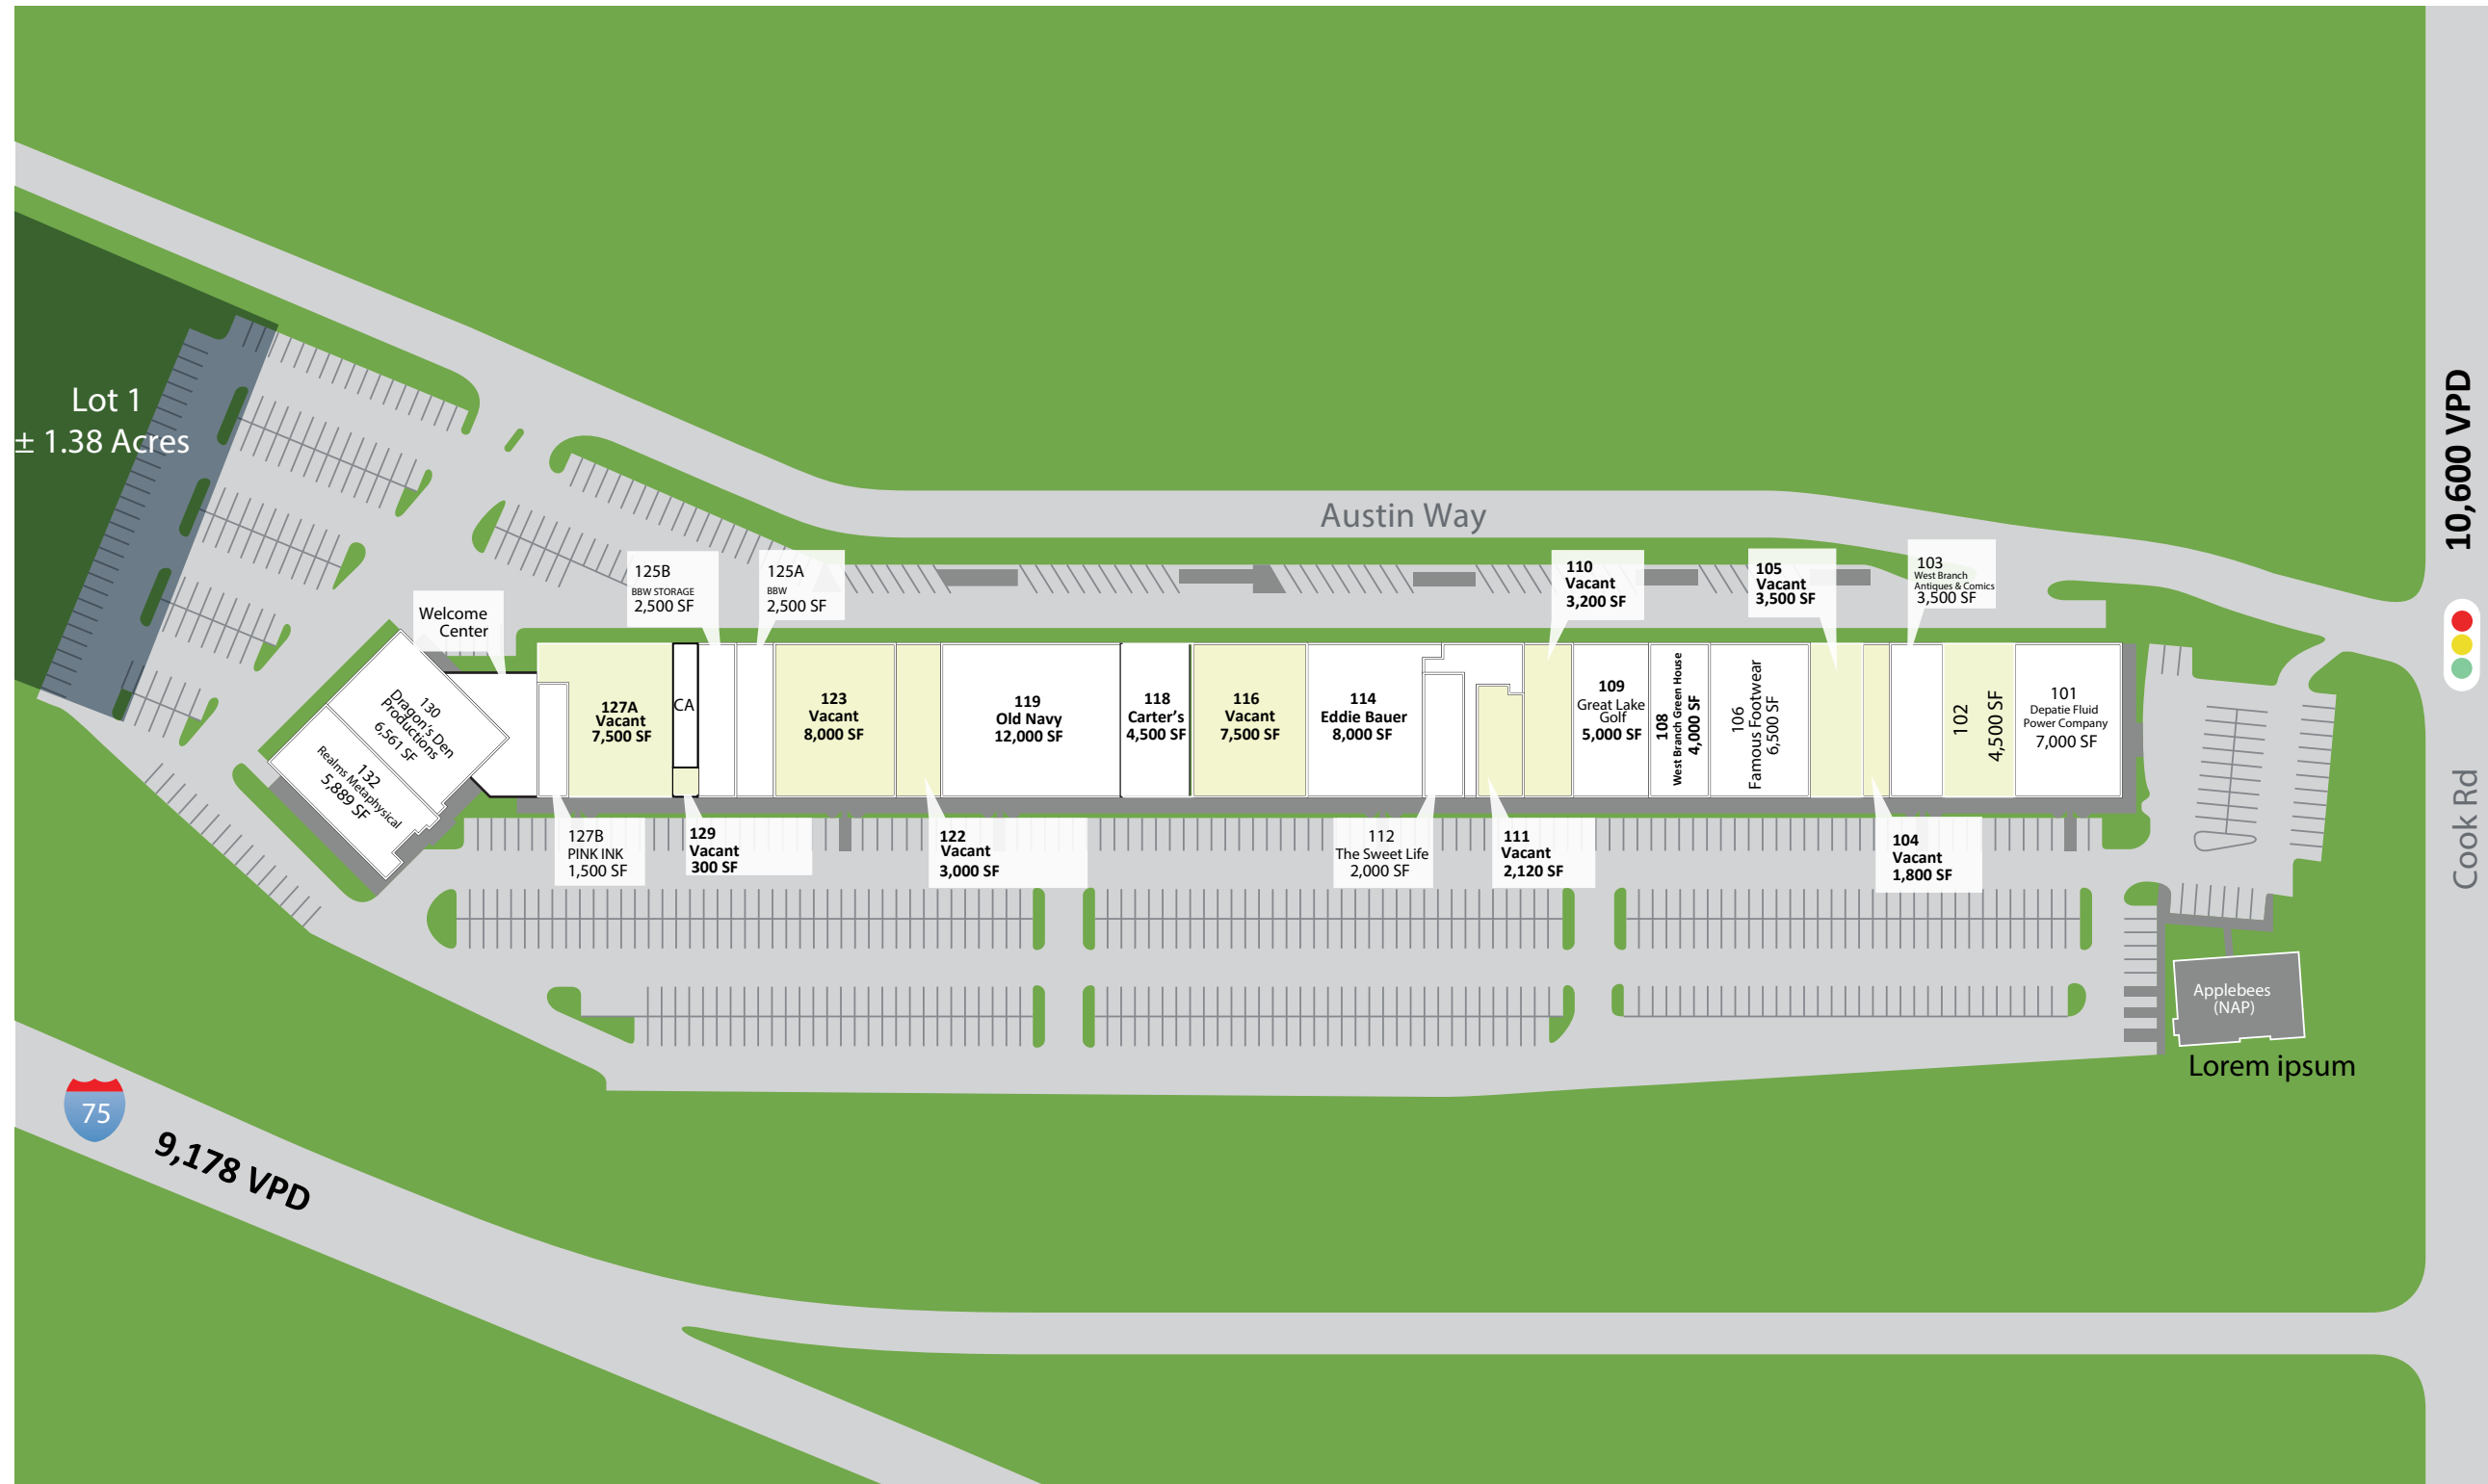 Lot 1
± 1.38 Acres
Austin Way
10,600 VPD
Cook Rd
Welcome
Center
125B
BBW STORAGE
2,500 SF
125A
BBW
2,500 SF
110
Vacant
3,200 SF
105
Vacant
3,500 SF
103
West Branch
Antiques & Comics
3,500 SF
130
Dragon's Den
Productions
6,561 SF
132
Realms Metaphysical
5,889 SF
127A
Vacant
7,500 SF
CA
123
Vacant
8,000 SF
119
Old Navy
12,000 SF
118
Carter's
4,500 SF
116
Vacant
7,500 SF
114
Eddie Bauer
8,000 SF
109
Great Lake
Golf
5,000 SF
108
West Branch Green House
4,000 SF
106
Famous Footwear
6,500 SF
102
4,500 SF
101
Depatie Fluid
Power Company
7,000 SF
127B
PINK INK
1,500 SF
129
Vacant
300 SF
122
Vacant
3,000 SF
112
The Sweet Life
2,000 SF
111
Vacant
2,120 SF
104
Vacant
1,800 SF
Applebees
(NAP)
Lorem ipsum
75
9,178 VPD